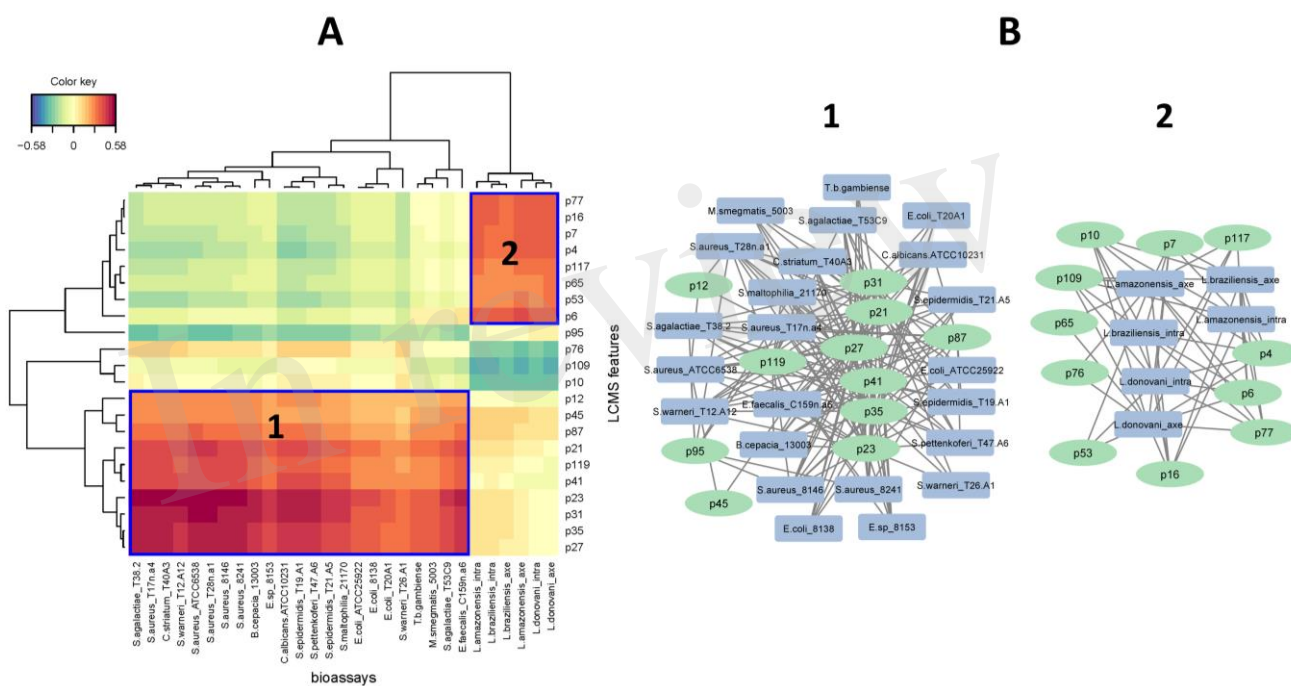 A
B
Color key
−0.58 0 0.58
1
2
p77
p16
p7
p4
p117
p65
p53
p6
p95
p76
p109
p10
p12
p45
p87
p21
p119
p41
p23
p31
p35
p27
2
1
LCMS features
S.agalactiae_T38.2
S.aureus_T17n.a4
C.striatum_T40A3
S.warneri_T12.A12
S.aureus_ATCC6538
S.aureus_T28n.a1
S.aureus_8146
S.aureus_8241
B.cepacia_13003
E.sp_8153
C.albicans.ATCC10231
S.epidermidis_T19.A1
S.pettenkoferi_T47.A6
S.epidermidis_T21.A5
S.maltophilia_21170
E.coli_ATCC25922
E.coli_8138
E.coli_T20A1
S.warneri_T26.A1
T.b.gambiense
M.smegmatis_5003
S.agalactiae_T53C9
E.faecalis_C159n.a6
L.amazonensis_intra
L.braziliensis_intra
L.braziliensis_axe
L.amazonensis_axe
L.donovani_intra
L.donovani_axe
bioassays
T.b.gambiense
M.smegmatis_5003
S.agalactiae_T53C9
E.coli_T20A1
S.aureus_T28n.a1
C.striatum_T40A3
C.albicans.ATCC10231
p12
S.maltophilia_21170
p31
S.epidermidis_T21.A5
p21
S.agalactiae_T38.2
S.aureus_T17n.a4
p27
p87
p119
S.aureus_ATCC6538
p41
E.coli_ATCC25922
S.warneri_T12.A12
E.faecalis_C159n.a6
p35
S.epidermidis_T19.A1
p95
B.cepacia_13003
p23
S.pettenkoferi_T47.A6
p45
S.aureus_8146
S.aureus_8241
S.warneri_T26.A1
E.coli_8138
E.sp_8153
p10
p7
p117
p109
L.amazonensis_axe
L.braziliensis_axe
p65
L.braziliensis_intra
L.amazonensis_intra
p4
p76
L.donovani_intra
p6
L.donovani_axe
p77
p53
p16
In review